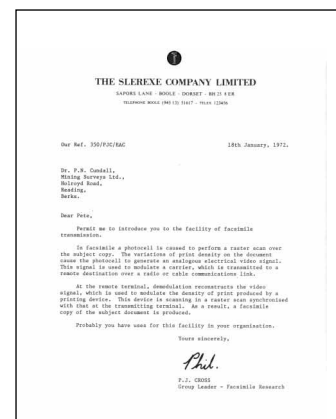 THE SLEREXE COMPANY LIMITED
SAPORS LANE - BOOLE - DORSET - BH 25 8 ER
TELEPHONE BOOLE (945 13) 51617 - TELEX 123456
Our Ref. 350/PJC/EAC 18th January, 1972.
Dr. P.N. Cundall,
Mining Surveys Ltd.,
Holroyd Road,
Reading,
Berks.
Dear Pete,
Permit me to introduce you to the facility of facsimile
transmission.
In facsimile a photocell is caused to perform a raster scan over
the subject copy. The variations of print density on the document
cause the photocell to generate an analogous electrical video signal.
This signal is used to modulate a carrier, which is transmitted to a
remote destination over a radio or cable communications link.
At the remote terminal, demodulation reconstructs the video
signal, which is used to modulate the density of print produced by a
printing device. This device is scanning in a raster scan synchronised
with that at the transmitting terminal. As a result, a facsimile
copy of the subject document is produced.
Probably you have uses for this facility in your organisation.
Yours sincerely,
Phil.
P.J. CROSS
Group Leader - Facsimile Research